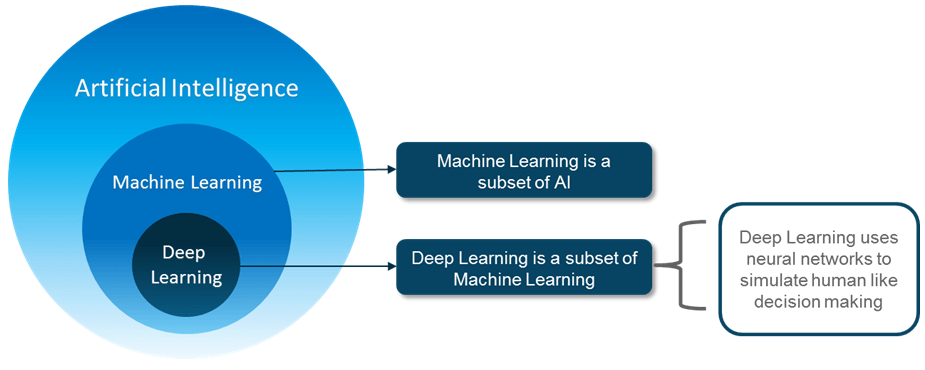 Artificial Intelligence
Machine Learning
Deep
Learning
Machine Learning is a
subset of AI
Deep Learning is a subset of
Machine Learning
Deep Learning uses
neural networks to
simulate human like
decision making